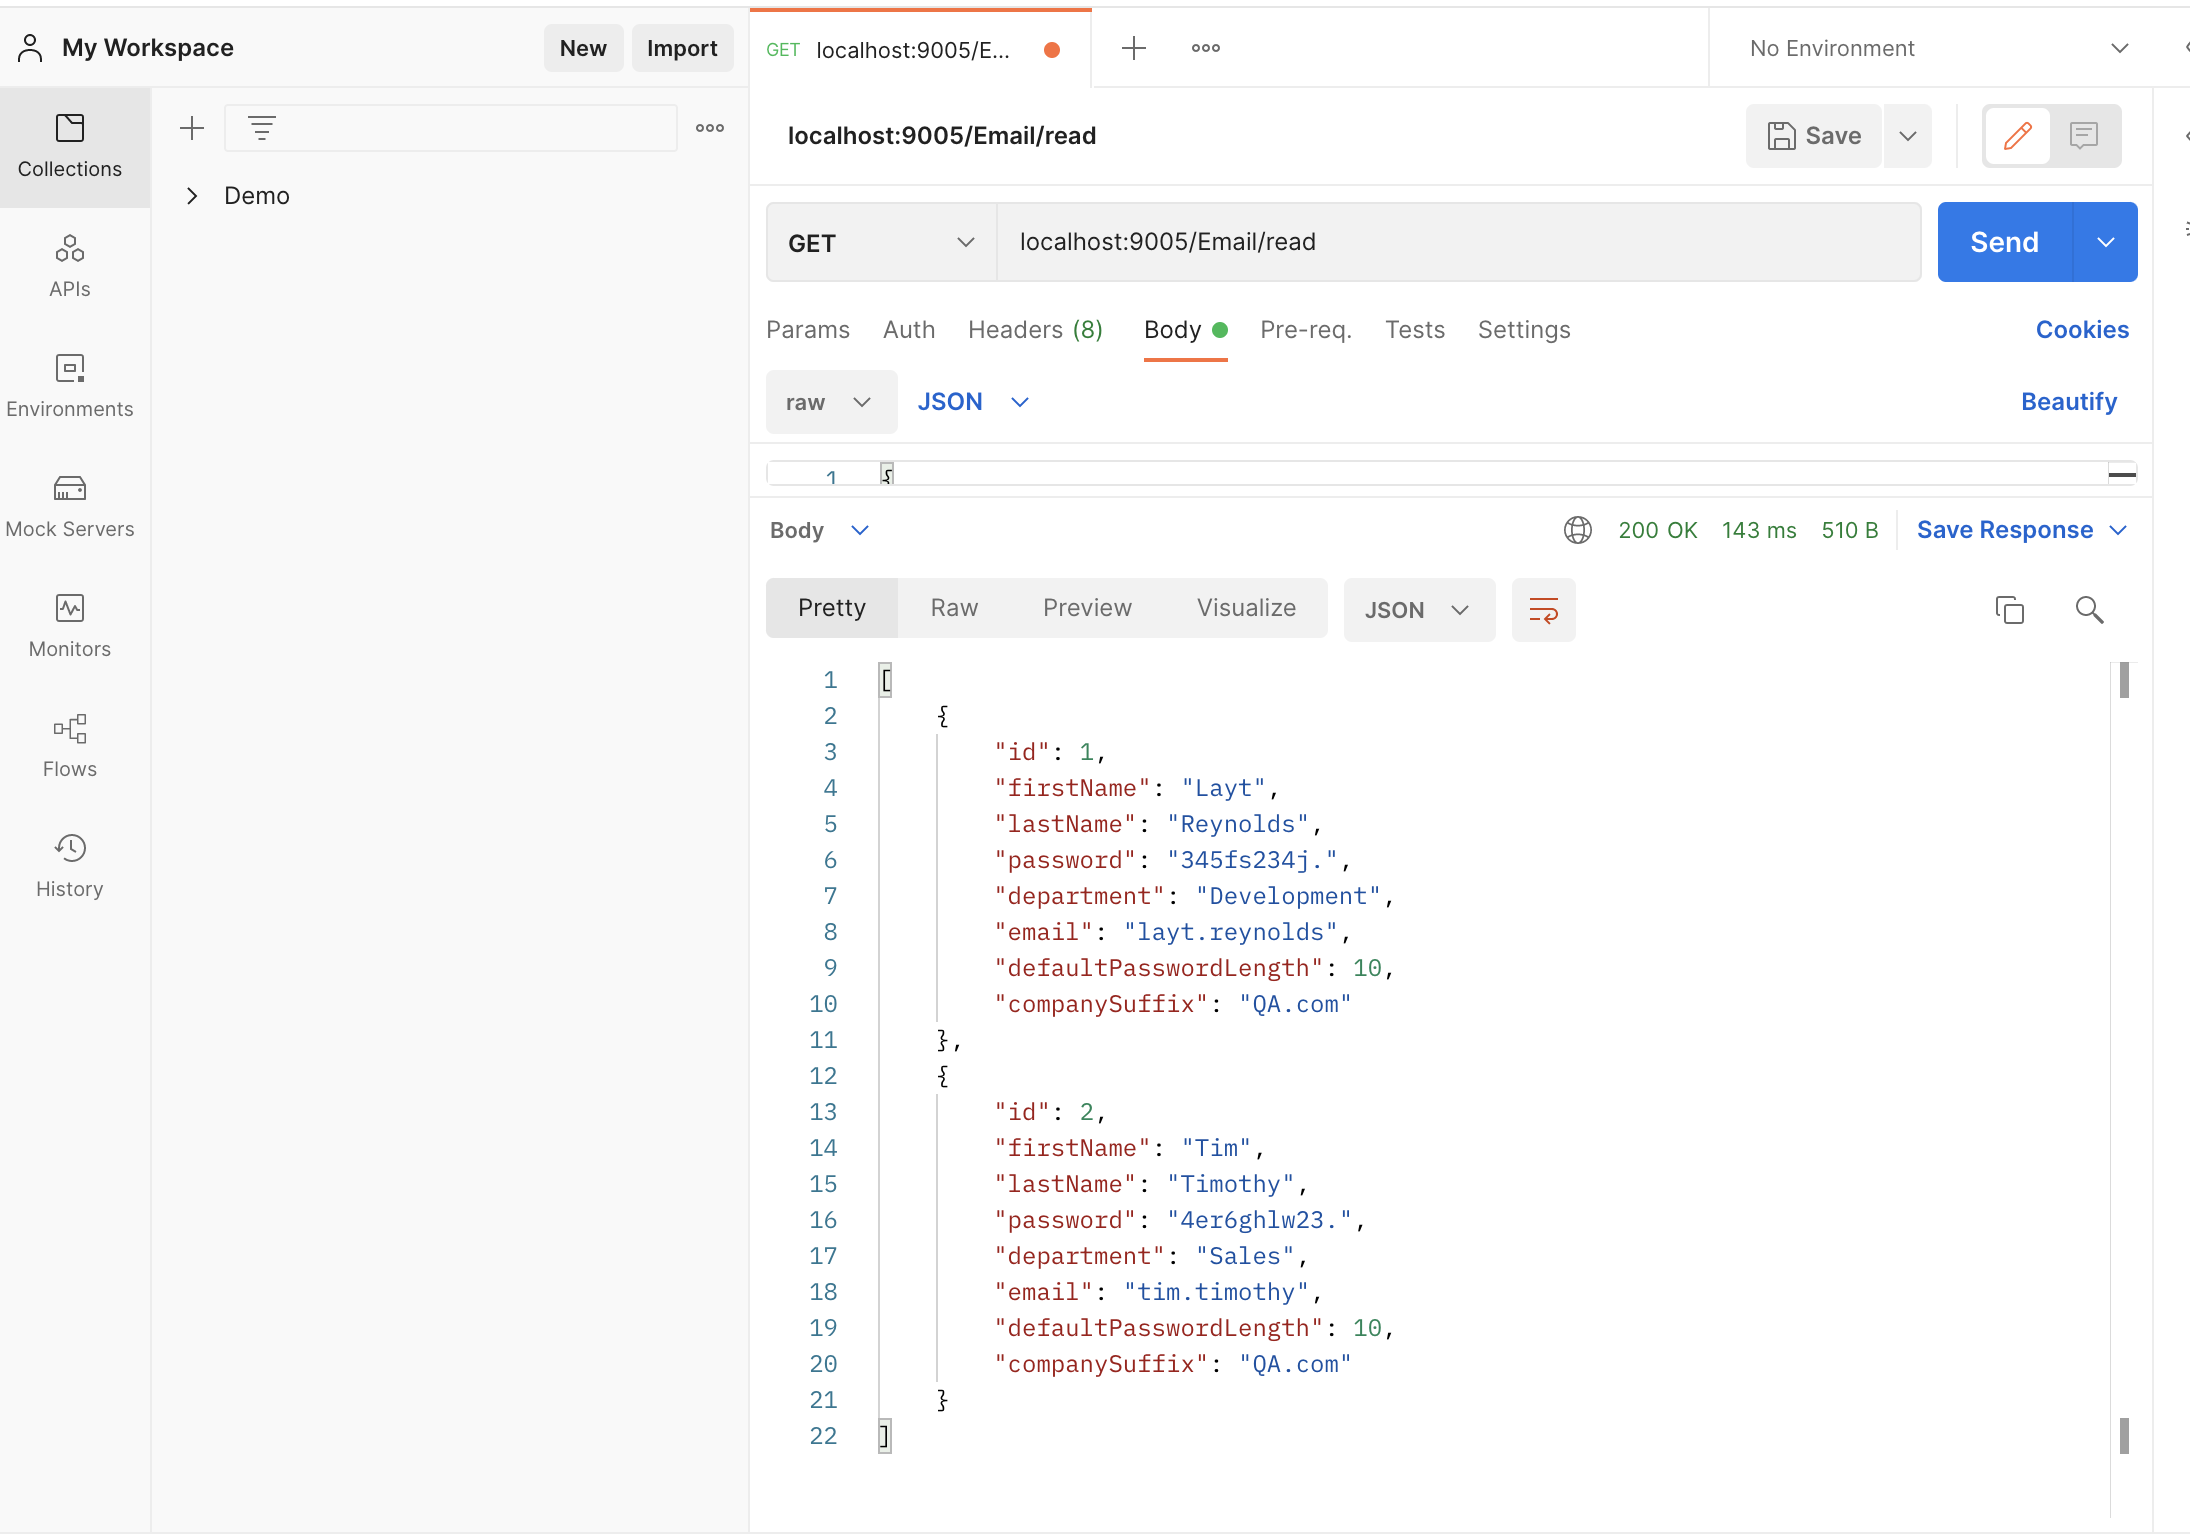 My Workspace
New
Import
GET localhost:9005/E...
No Environment
Collections
APIs
Environments
Mock Servers
Monitors
Flows
History
Demo
localhost:9005/Email/read
Save
GET
localhost:9005/Email/read
Send
Params
Auth
Headers (8)
Body
Pre-req.
Tests
Settings
Cookies
raw
JSON
Beautify
1 {
Body
200 OK
143 ms
510 B
Save Response
Pretty
Raw
Preview
Visualize
JSON
1 [
2 {
3 "id": 1,
4 "firstName": "Layt",
5 "lastName": "Reynolds",
6 "password": "345fs234j.",
7 "department": "Development",
8 "email": "layt.reynolds",
9 "defaultPasswordLength": 10,
10 "companySuffix": "QA.com"
11 },
12 {
13 "id": 2,
14 "firstName": "Tim",
15 "lastName": "Timothy",
16 "password": "4er6ghlw23.",
17 "department": "Sales",
18 "email": "tim.timothy",
19 "defaultPasswordLength": 10,
20 "companySuffix": "QA.com"
21 }
22 ]